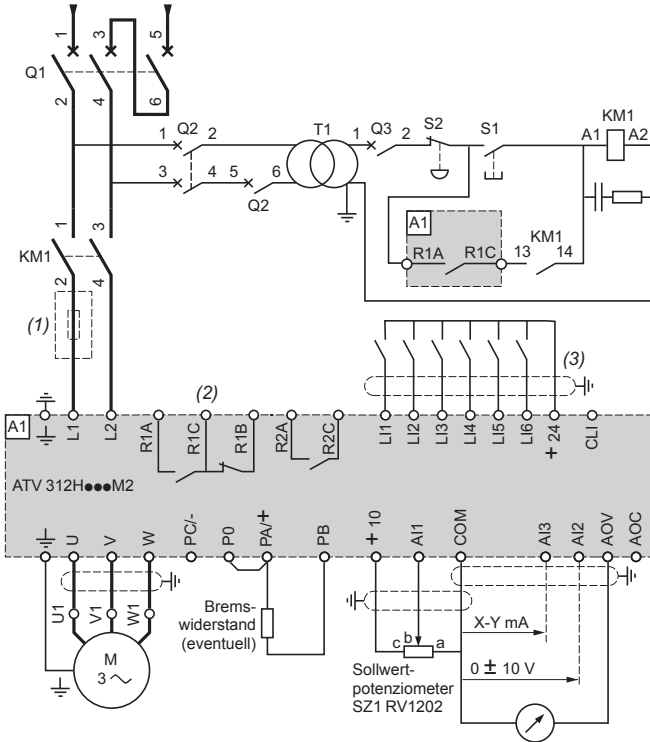 1 3 5
Q1
2 4 6
1 Q2 2 T1 1 Q3 2 S2 S1 KM1 A1 A2
3 4 5 6
Q2
A1
R1A R1C 13 KM1 14
1 3
KM1
2 4
(1)
(2)
(3)
A1 L1 L2 R1A R1C R1B R2A R2C LI1 LI2 LI3 LI4 LI5 LI6 + 24 CLI
ATV 312H●●●M2
U V W PC/- P0 PA/+ PB + 10 AI1 COM AI3 AI2 AOV AOC
U1 V1 W1
M
3 ~
Brems-
widerstand
(eventuell)
c b a
Sollwert-
potenziometer
SZ1 RV1202
X-Y mA
0 ± 10 V